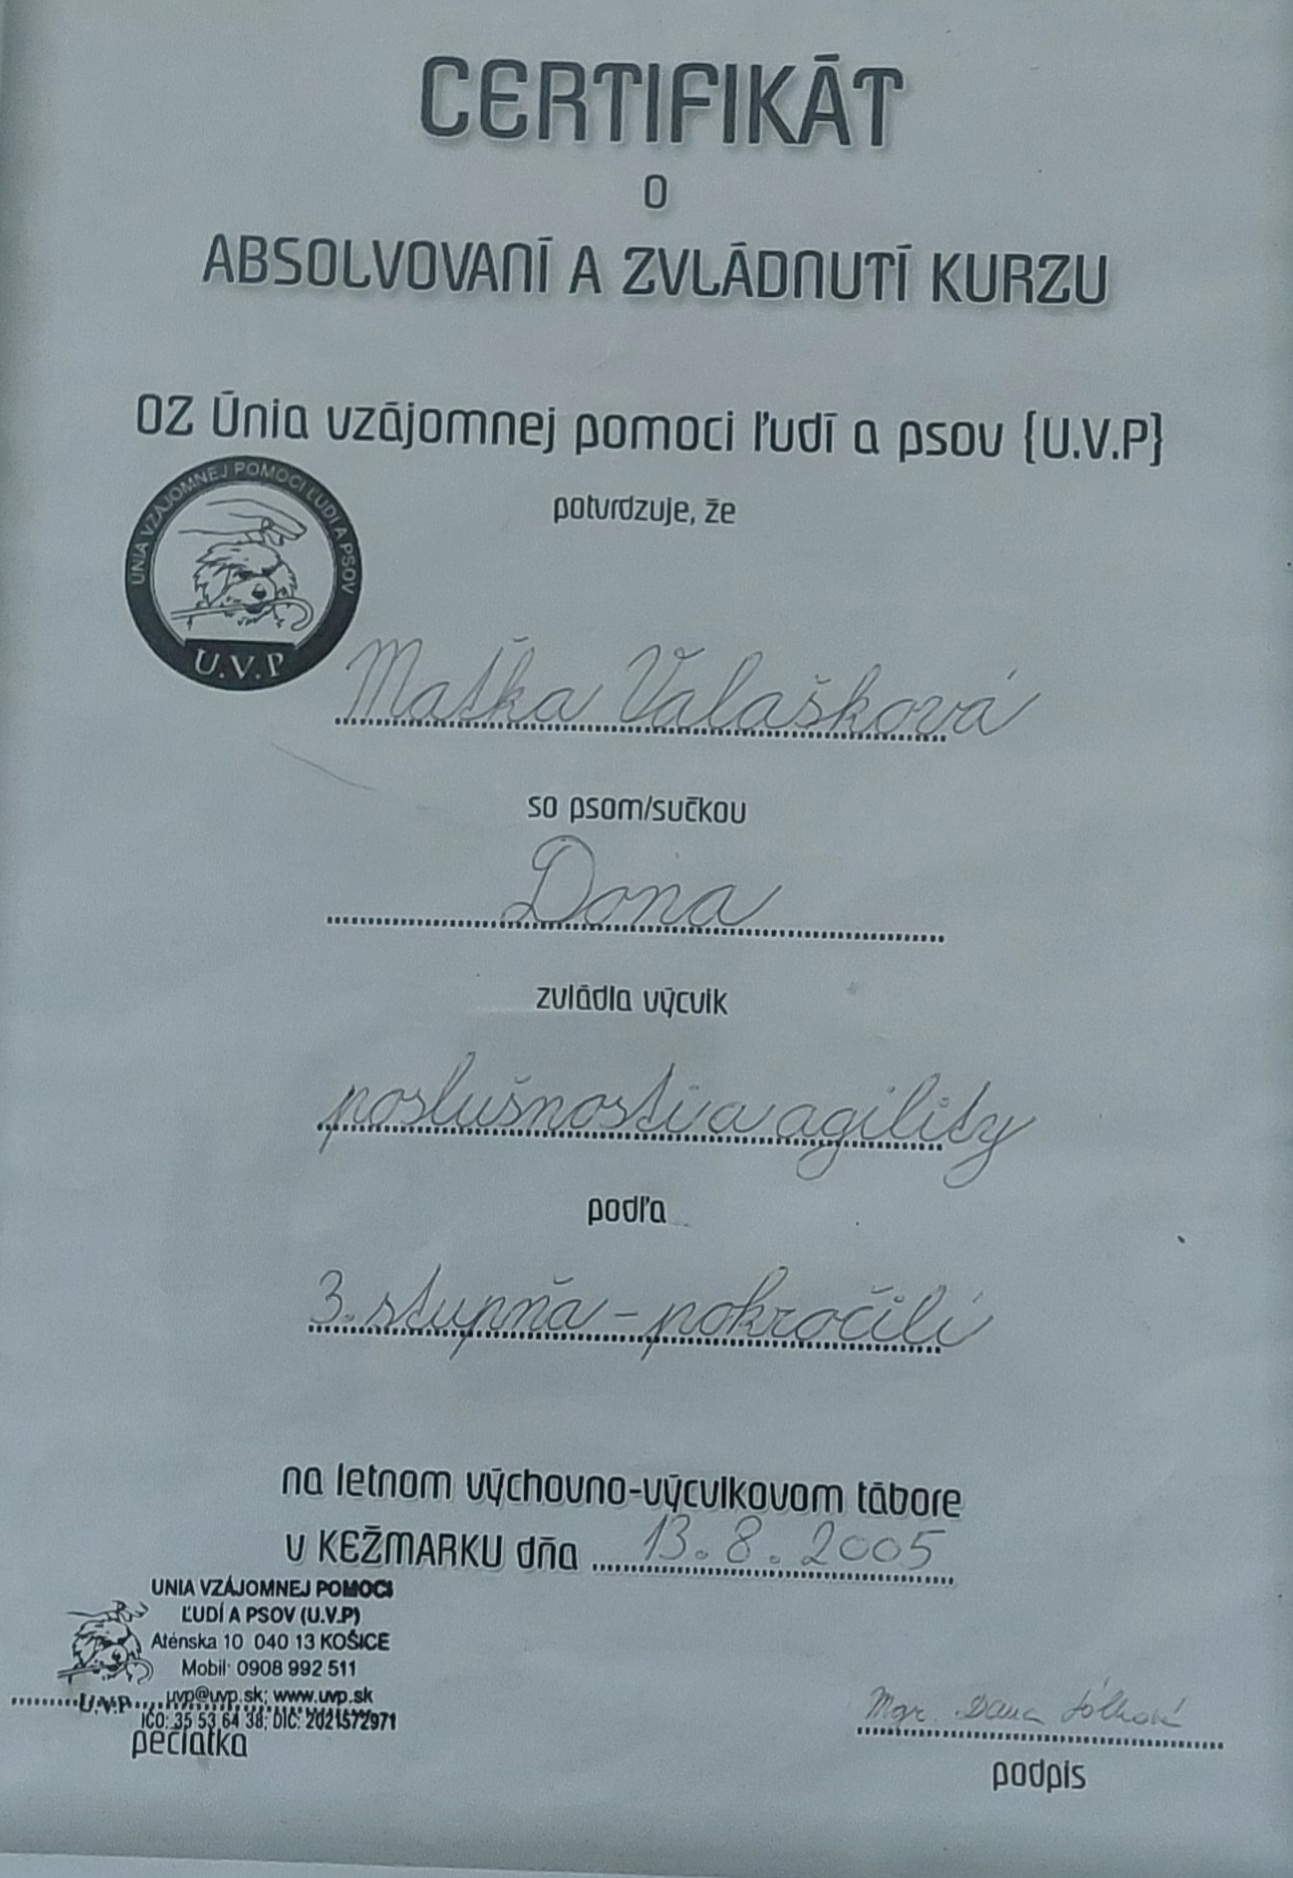 CERTIFIKÁT
O
ABSOLVOVANÍ A ZVLÁDNUTÍ KURZU
OZ Únia vzájomnej pomoci ľudí a psov (U.V.P)
ÚNIA VZÁJOMNEJ POMOCI ĽUDÍ A PSOV
U.V.P
potvrdzuje, že
Maťka Valašková
so psom/sučkou
Dona
zvládla výcvik
poslušnosti a agility
podľa
3. stupňa - pokročilí
na letnom výchovno-výcvikovom tábore
v KEŽMARKU dňa 13.8.2005
UNIA VZÁJOMNEJ POMOCI
ĽUDÍ A PSOV (U.V.P)
Aténska 10 040 13 KOŠICE
Mobil: 0908 992 511
uvp@uvp.sk; www.uvp.sk
U.V.P.
IČO: 35 53 64 38; DIČ: 2021572971
pečiatka
Mgr. Dana
podpis